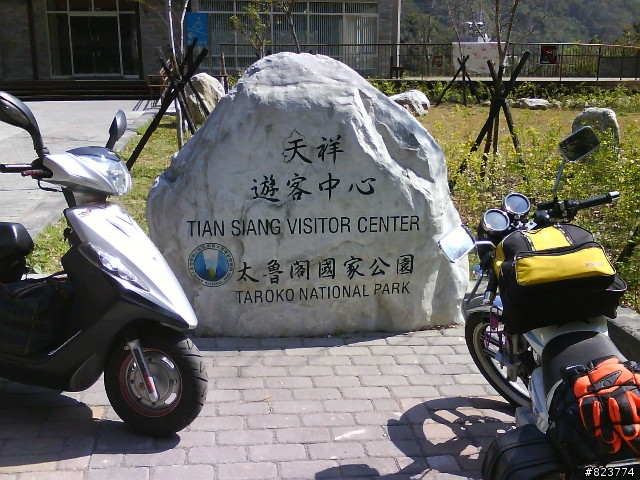 天祥
遊客中心
TIAN SIANG VISITOR CENTER
太魯閣國家公園
TAROKO NATIONAL PARK
#823774